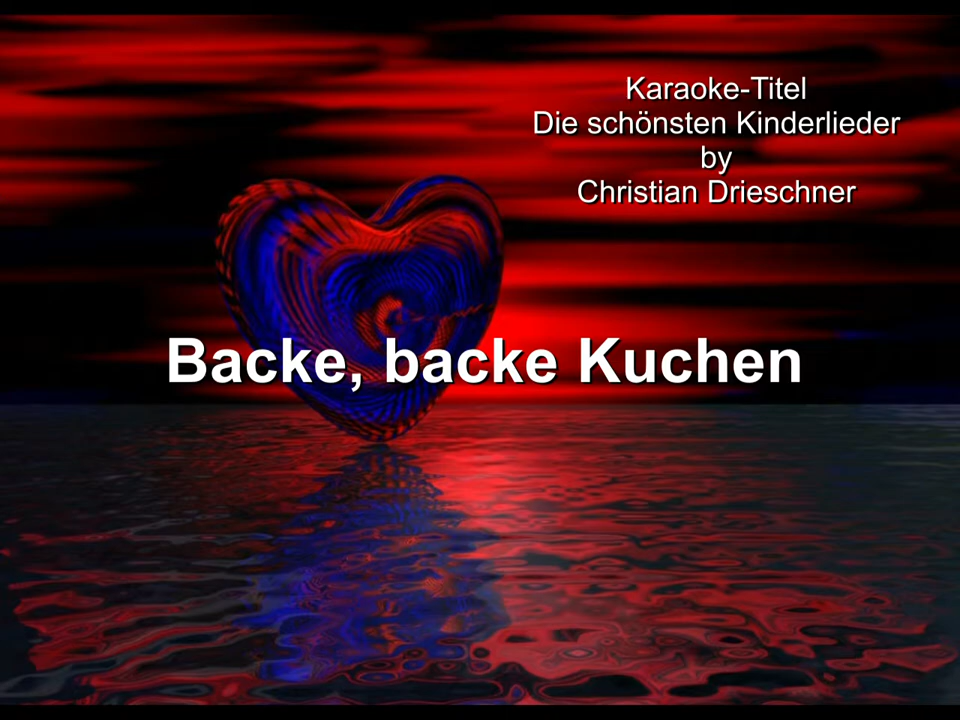 Karaoke-Titel
Die schönsten Kinderlieder
by
Christian Drieschner
Backe, backe Kuchen